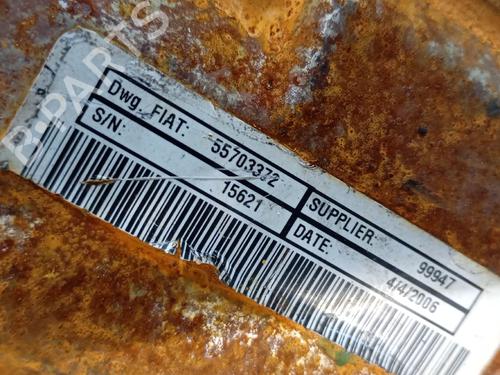 Dwg. FIAT: 55703372
S/N: 15621
SUPPLIER. 99947
DATE: 4/4/2006
R-PARTS